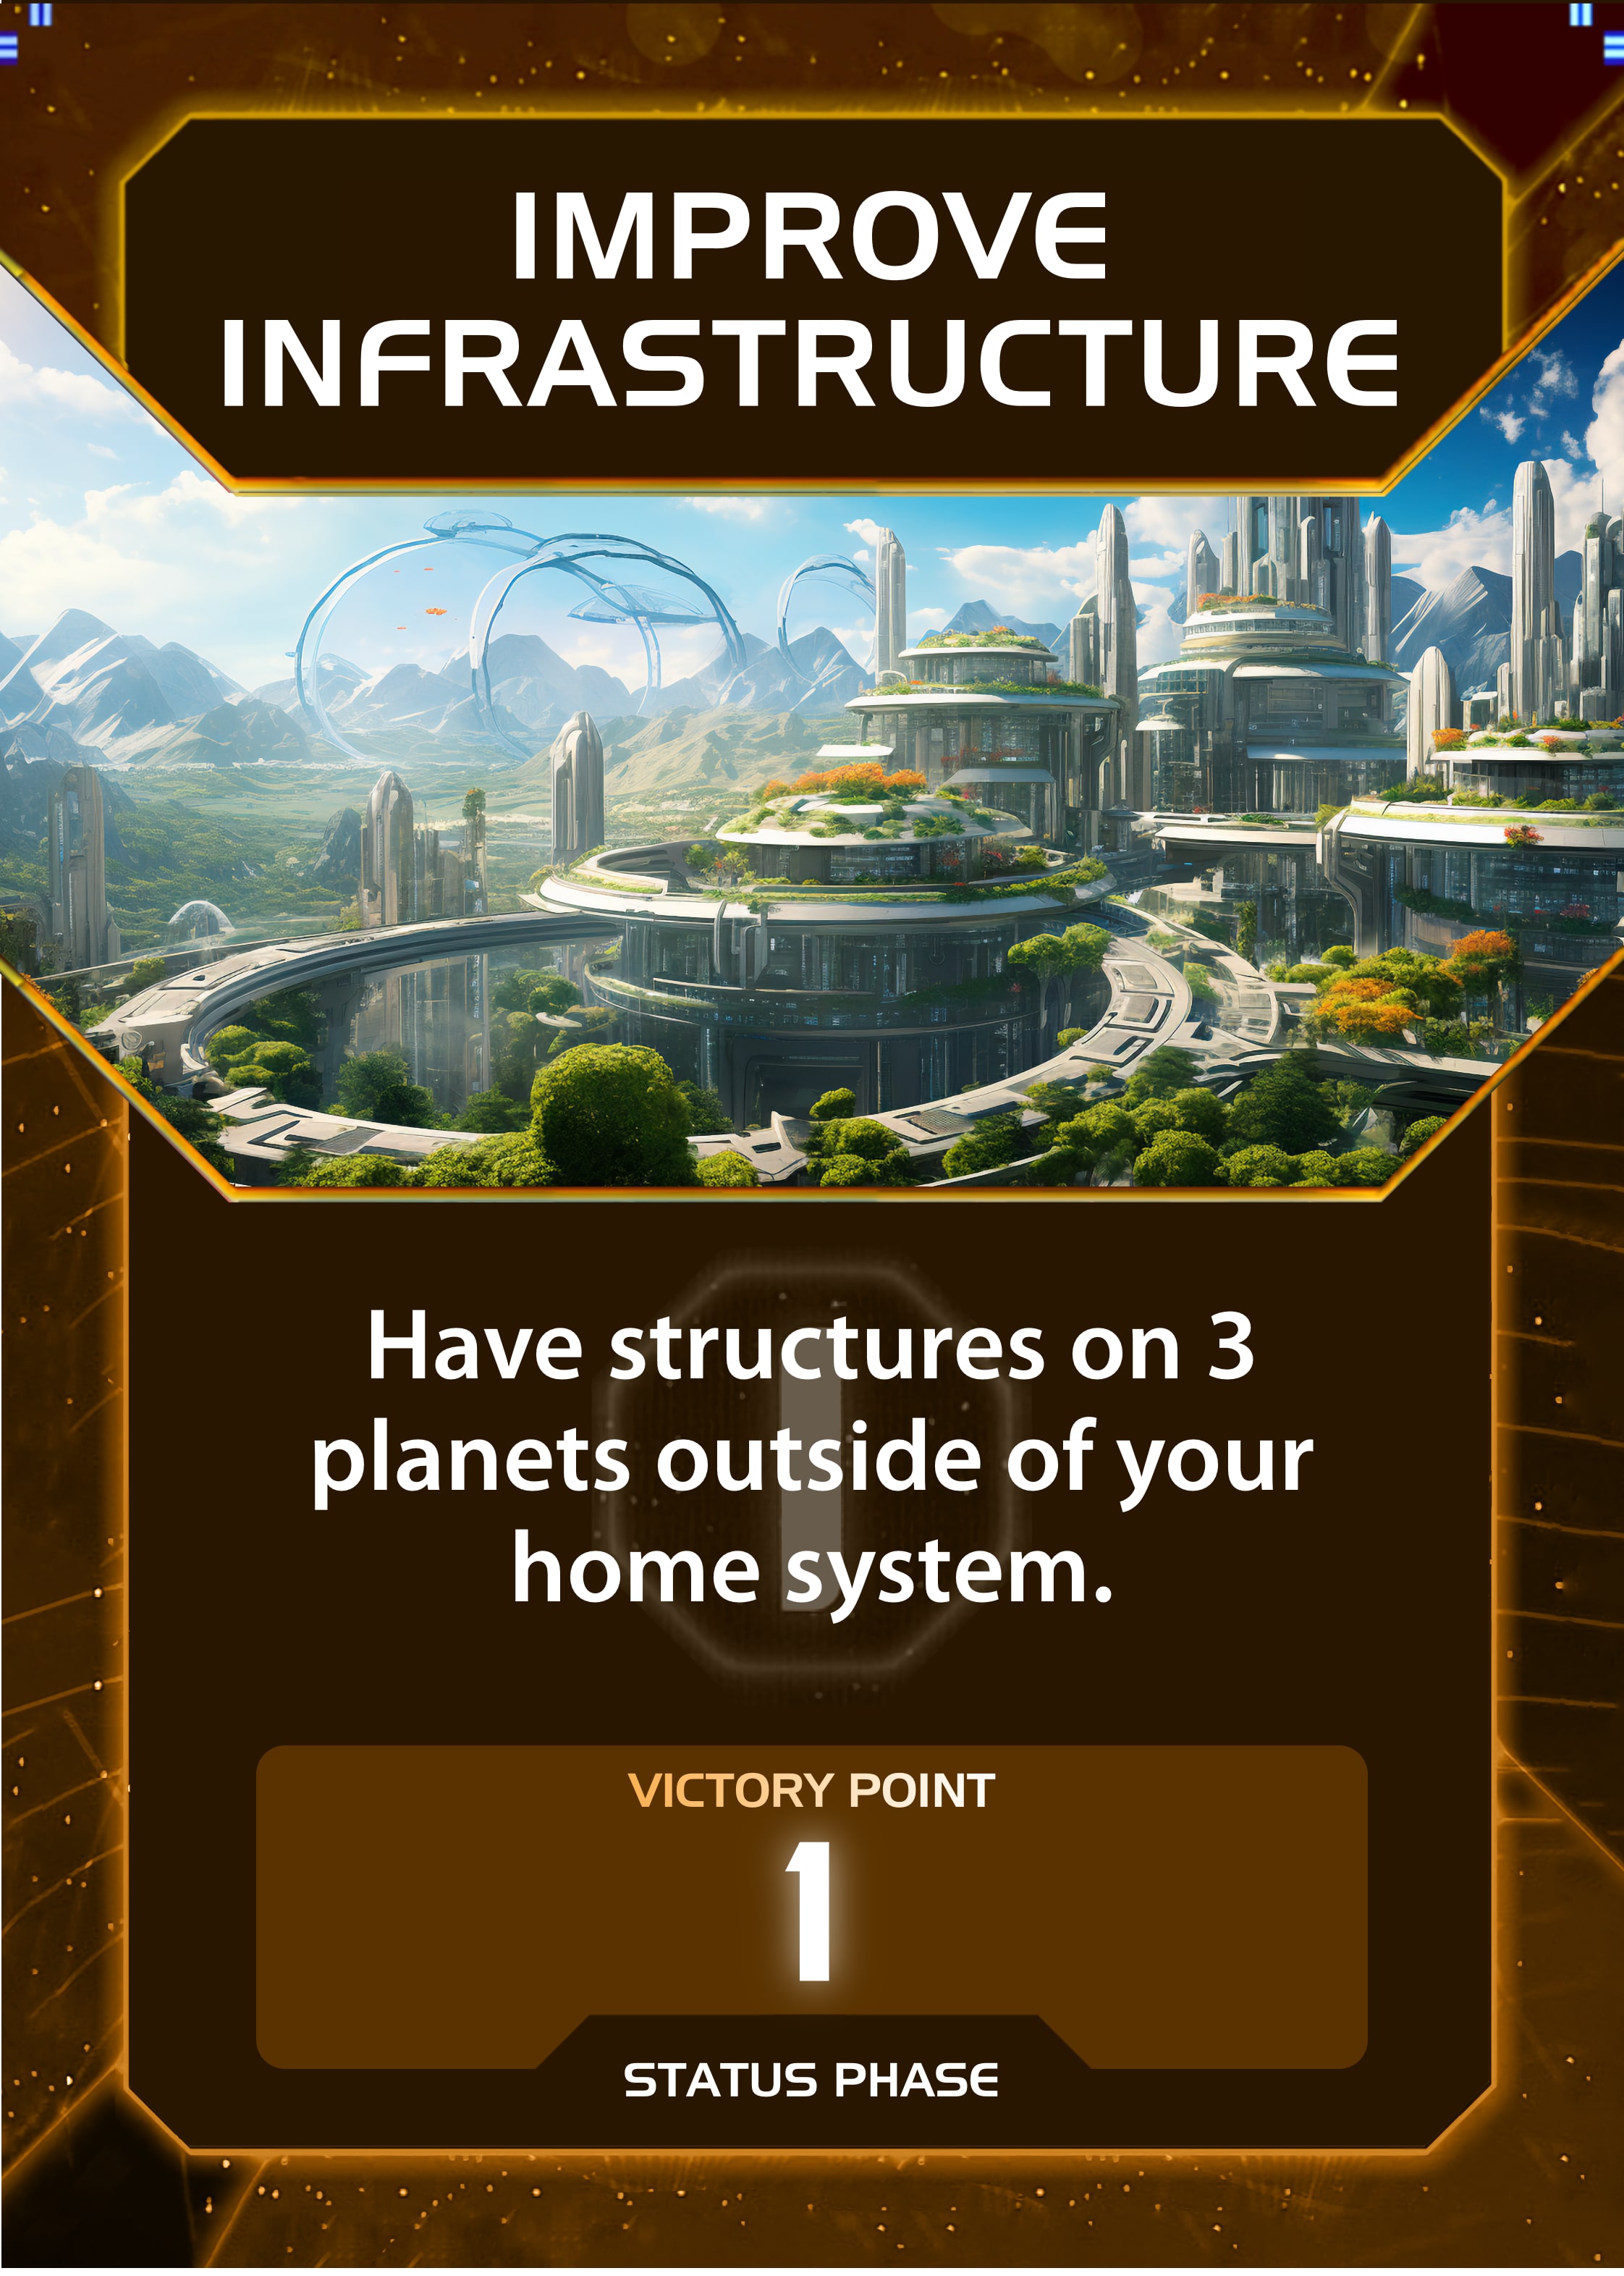 IMPROVE
INFRASTRUCTURE
Have structures on 3
planets outside of your
home system.
VICTORY POINT
1
STATUS PHASE